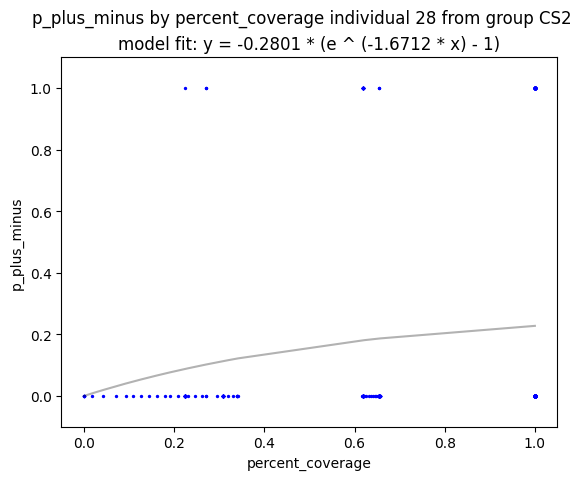 p_plus_minus by percent_coverage individual 28 from group CS2
model fit: y = -0.2801 * (e ^ (-1.6712 * x) - 1)
1.0
0.8
0.6
0.4
0.2
0.0
p_plus_minus
0.0 0.2 0.4 0.6 0.8 1.0
percent_coverage